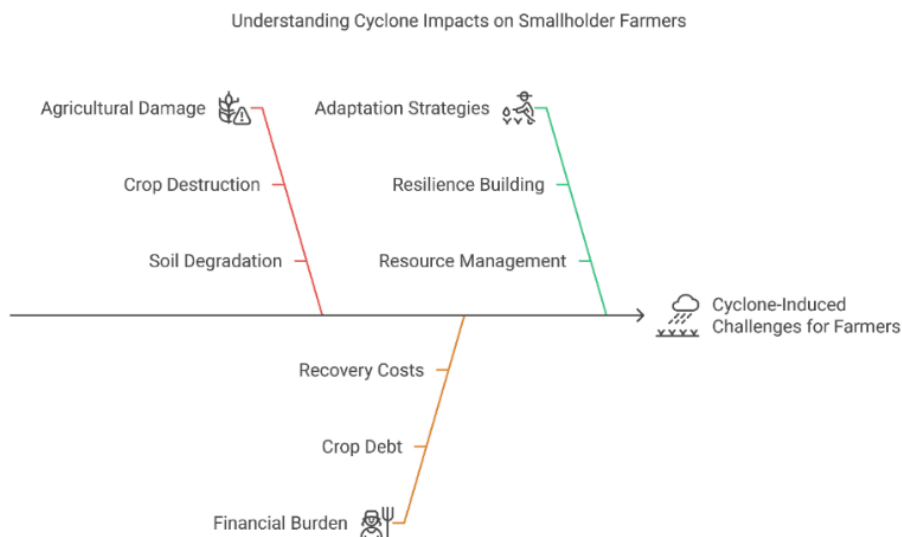 Understanding Cyclone Impacts on Smallholder Farmers
Agricultural Damage
Crop Destruction
Soil Degradation
Adaptation Strategies
Resilience Building
Resource Management
Cyclone-Induced
Challenges for Farmers
Recovery Costs
Crop Debt
Financial Burden